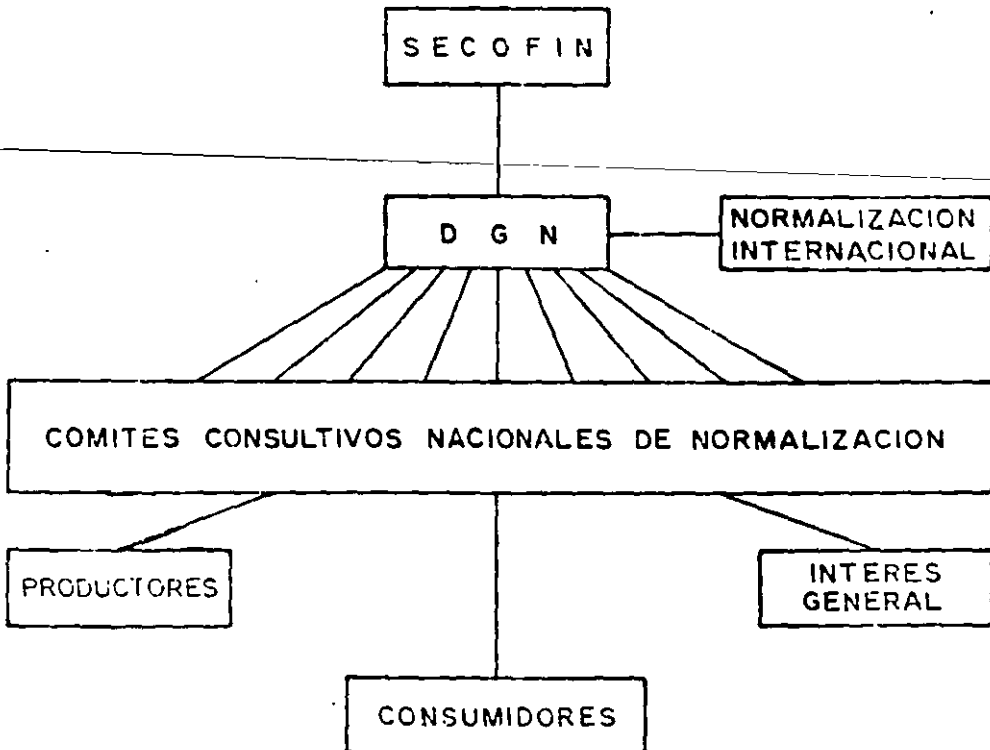 SECOFIN
DGN
NORMALIZACION
INTERNACIONAL
COMITES CONSULTIVOS NACIONALES DE NORMALIZACION
PRODUCTORES
INTERES
GENERAL
CONSUMIDORES